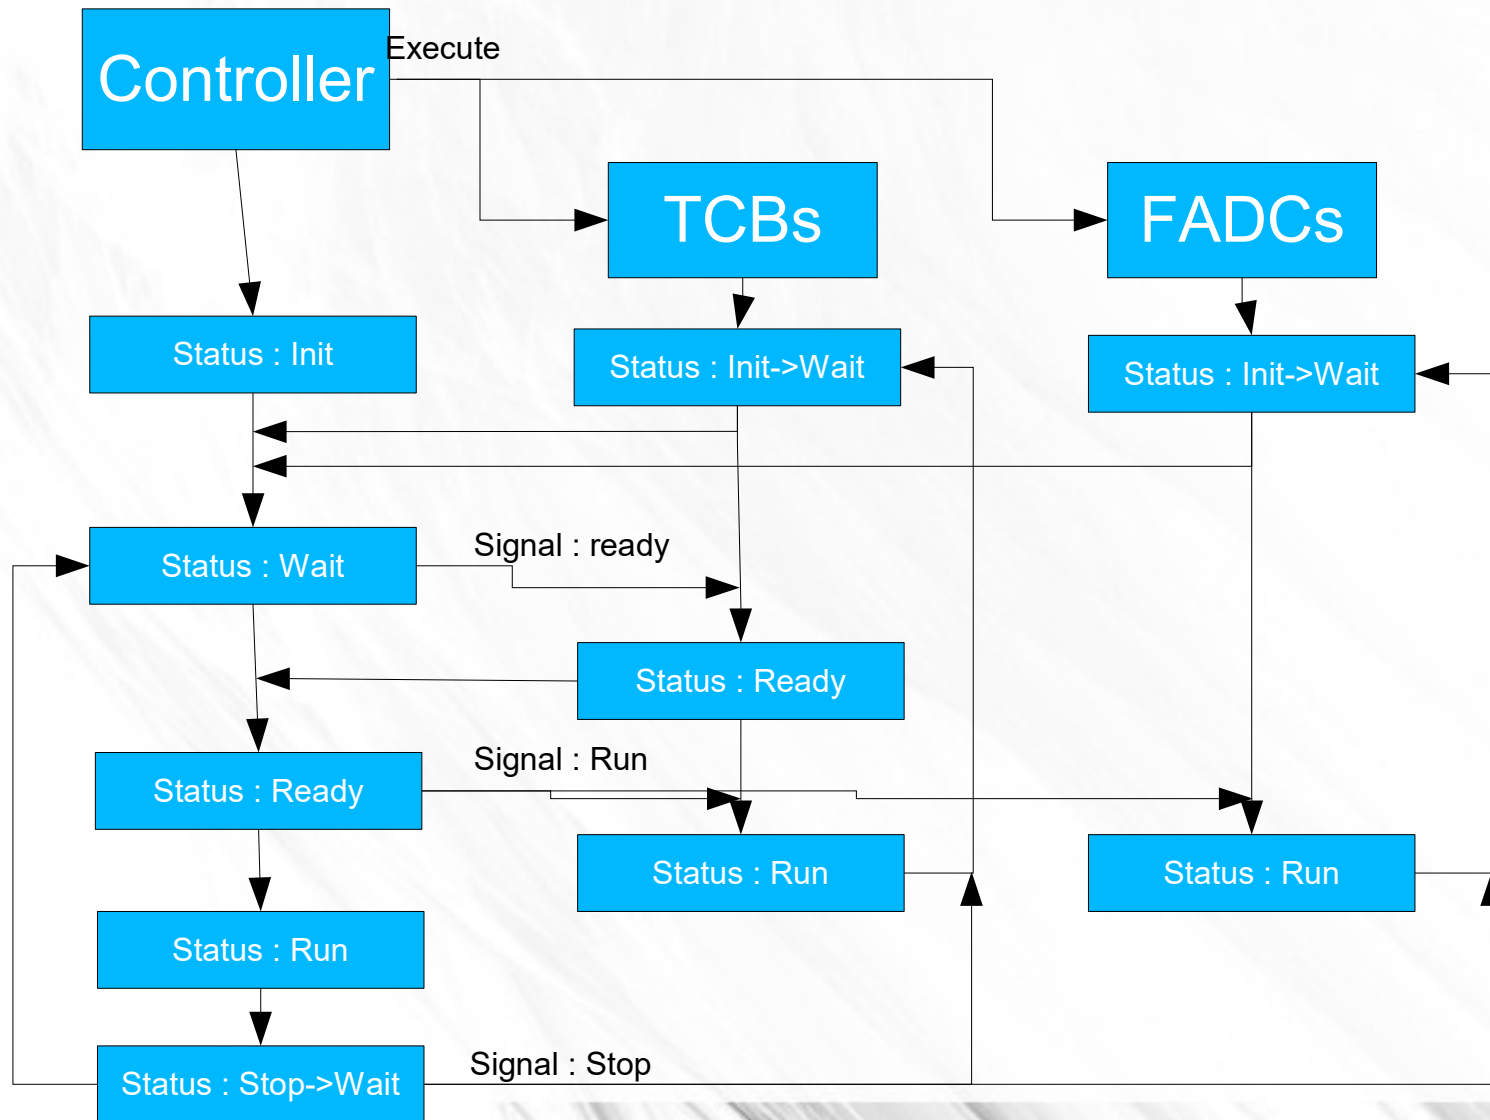 Execute
Controller
TCBs
FADCs
Status : Init
Status : Init->Wait
Status : Init->Wait
Signal : ready
Status : Wait
Status : Ready
Signal : Run
Status : Ready
Status : Run
Status : Run
Status : Run
Signal : Stop
Status : Stop->Wait